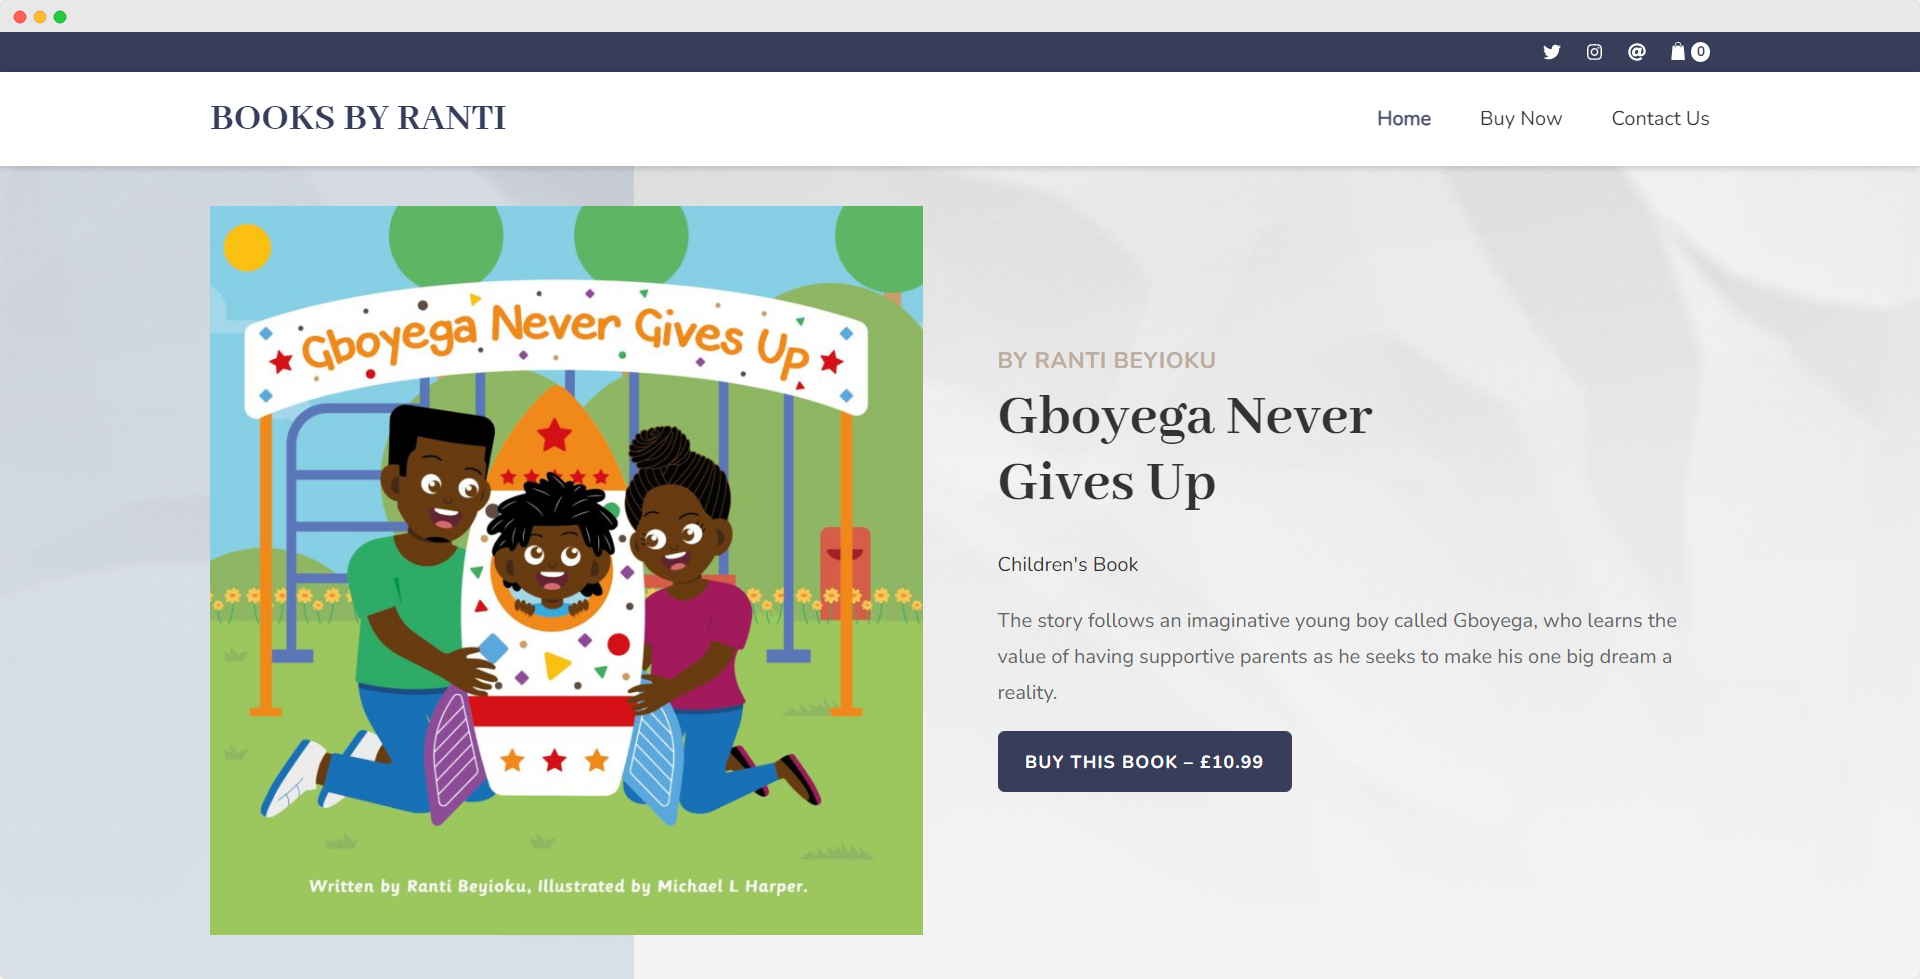 0
BOOKS BY RANTI
Home
Buy Now
Contact Us
Gboyega Never Gives Up
Written by Ranti Beyioku, Illustrated by Michael L Harper.
BY RANTI BEYIOKU
Gboyega Never
Gives Up
Children's Book
The story follows an imaginative young boy called Gboyega, who learns the
value of having supportive parents as he seeks to make his one big dream a
reality.
BUY THIS BOOK – £10.99